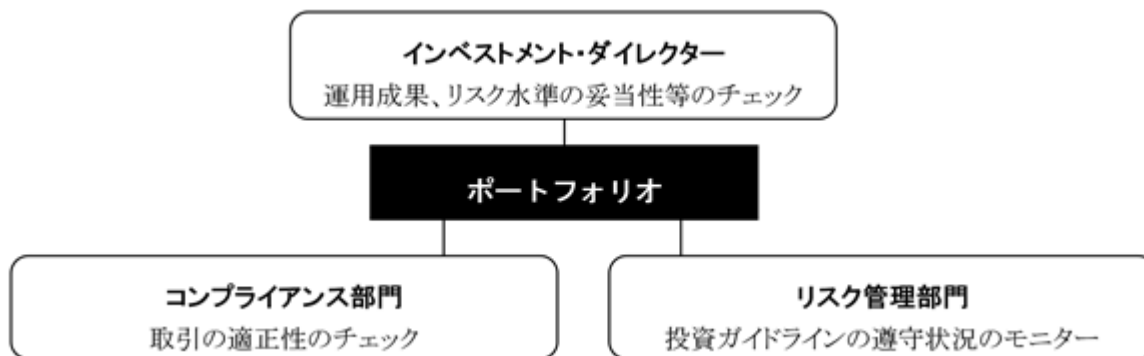 インベストメント・ダイレクター
運用成果、リスク水準の妥当性等のチェック
ポートフォリオ
コンプライアンス部門
取引の適正性のチェック
リスク管理部門
投資ガイドラインの遵守状況のモニター